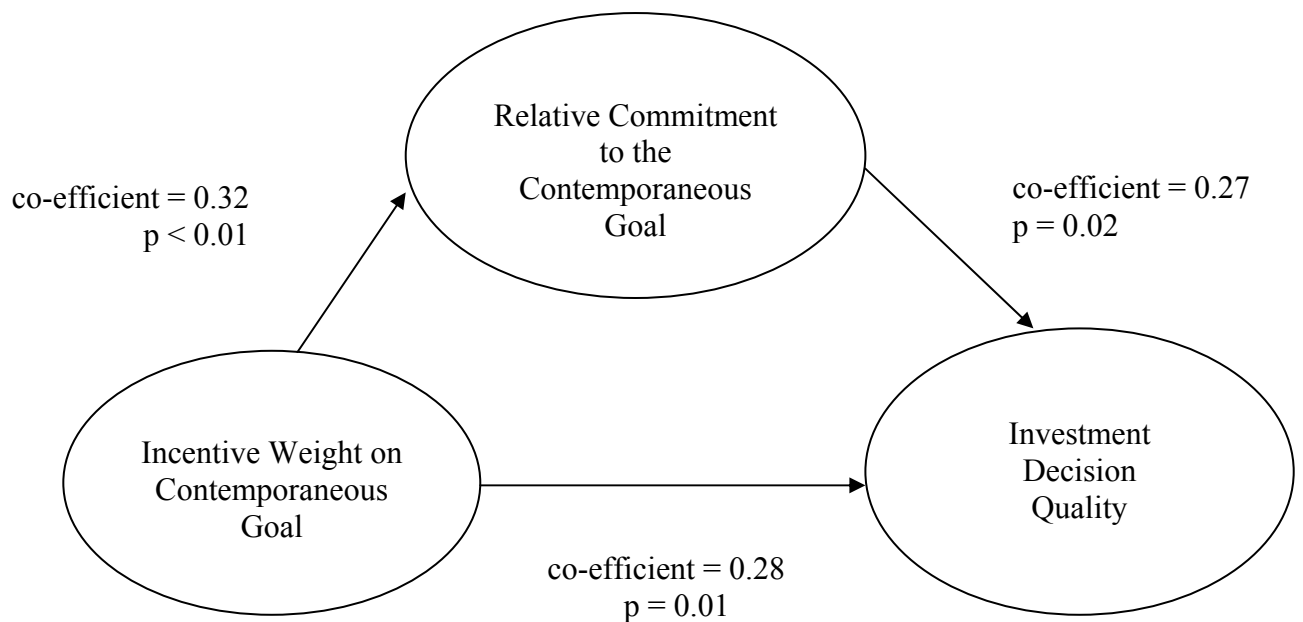 Relative Commitment
to the
Contemporaneous
Goal
co-efficient = 0.32
p < 0.01
co-efficient = 0.27
p = 0.02
Incentive Weight on
Contemporaneous
Goal
Investment
Decision
Quality
co-efficient = 0.28
p = 0.01